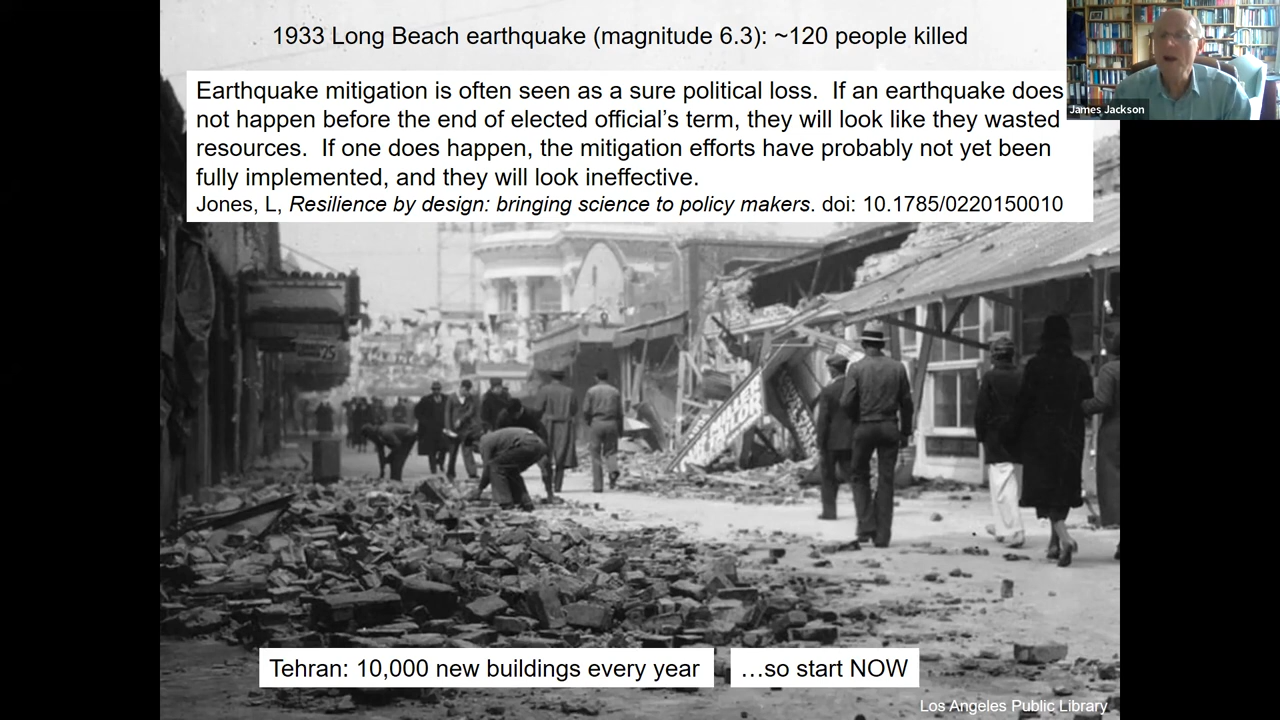 1933 Long Beach earthquake (magnitude 6.3): ~120 people killed
James Jackson
Earthquake mitigation is often seen as a sure political loss. If an earthquake does
not happen before the end of elected official's term, they will look like they wasted
resources. If one does happen, the mitigation efforts have probably not yet been
fully implemented, and they will look ineffective.
Jones, L, Resilience by design: bringing science to policy makers. doi: 10.1785/0220150010
TAILOR
Tehran: 10,000 new buildings every year
…so start NOW
Los Angeles Public Library